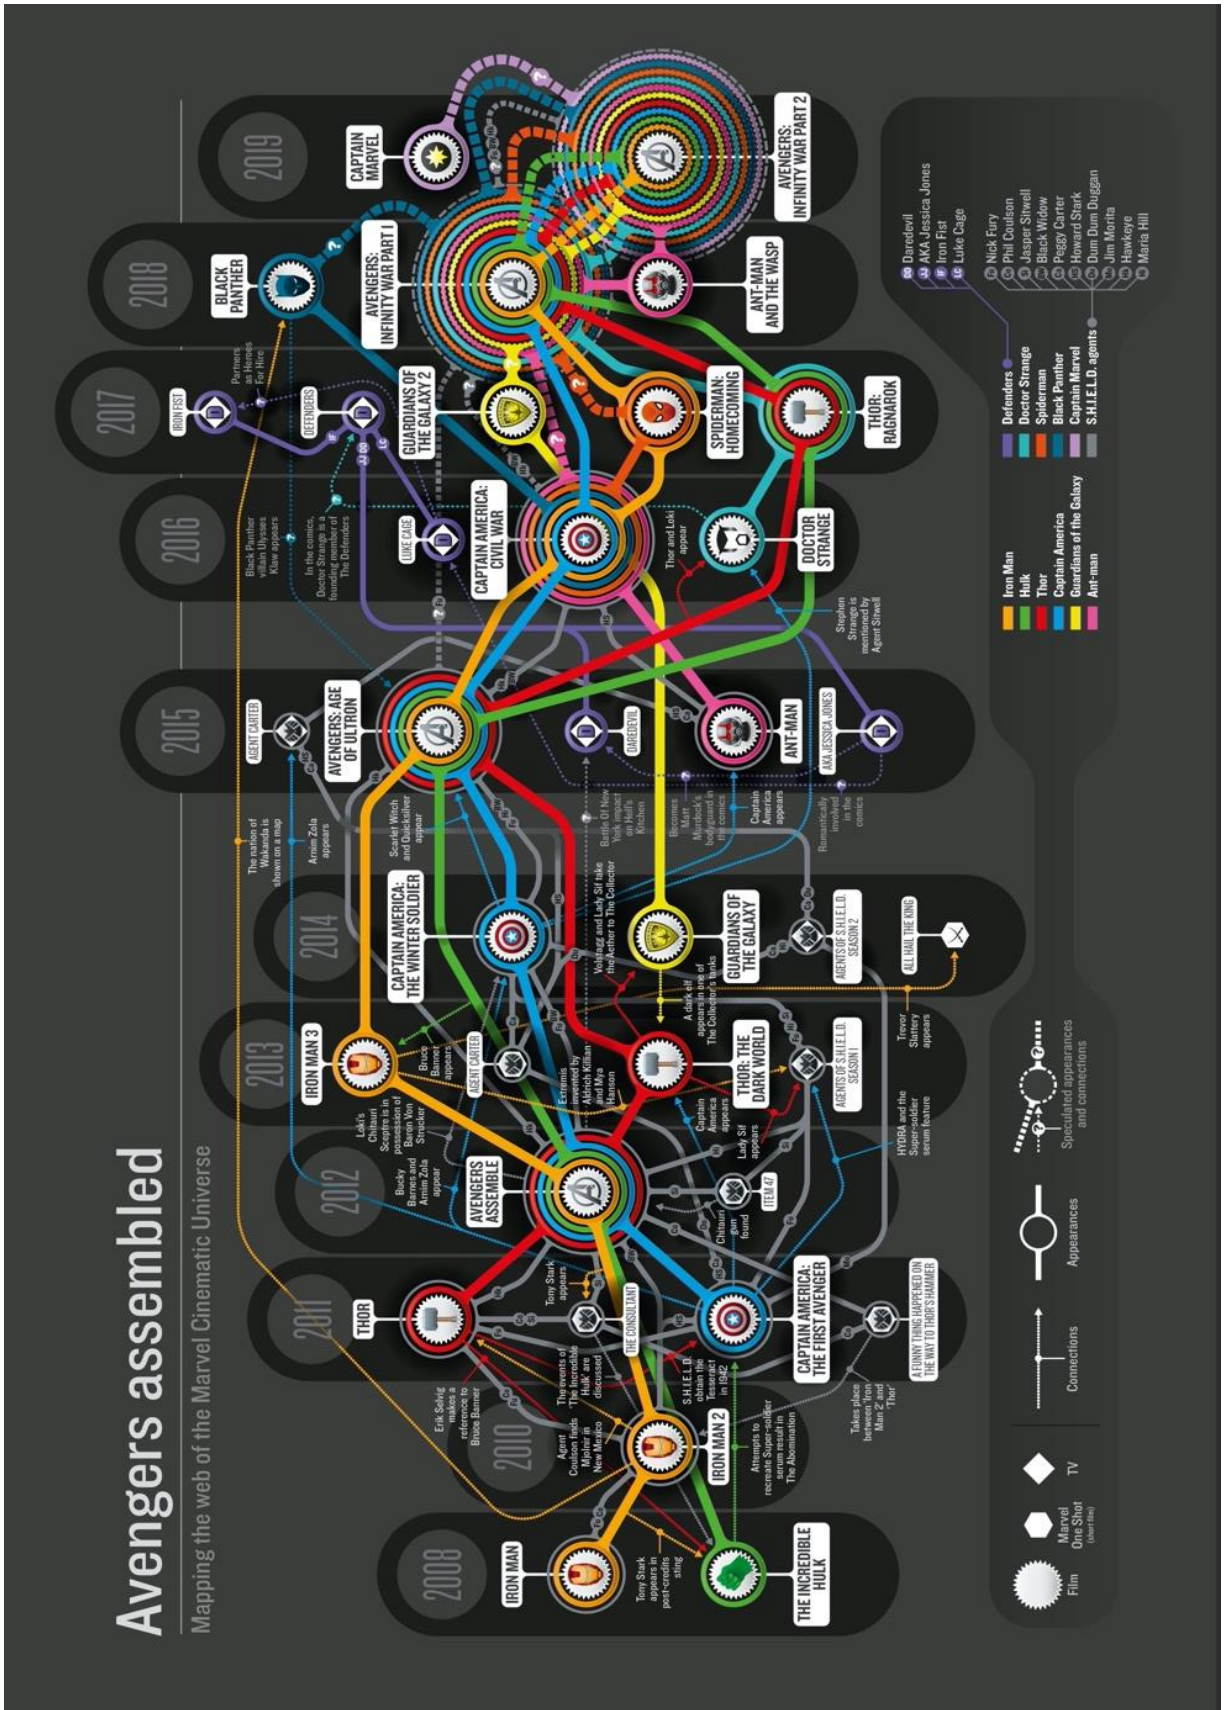 Avengers assembled
Mapping the web of the Marvel Cinematic Universe
2008
2010
2011
2012
2013
2014
2015
2016
2017
2018
2019
IRON MAN
THE INCREDIBLE
HULK
Tony Stark
appears in
post-credits
sting
IRON MAN 2
Agent
Coulson finds
Mjolnir in
New Mexico
Attempts to
recreate Super-soldier
serum result in
The Abomination
Erik Selvig
makes a
reference to
Bruce Banner
THOR
The events of
'The Incredible
Hulk' are
discussed
Tony Stark
appears
THE CONSULTANT
S.H.I.E.L.D.
obtain the
Tesseract
in 1942
CAPTAIN AMERICA:
THE FIRST AVENGER
Takes place
between 'Iron
Man 2' and
'Thor'
A FUNNY THING HAPPENED ON
THE WAY TO THOR'S HAMMER
AVENGERS
ASSEMBLE
Bucky
Barnes and
Arnim Zola
appear
Loki's
Chitauri
Sceptre is in
possession of
Baron Von
Strucker
Chitauri
gun
found
ITEM 47
Lady Sif
appears
Captain
America
appears
HYDRA and the
Super-soldier
serum feature
IRON MAN 3
Bruce
Banner
appears
AGENT CARTER
Extremis
invented by
Aldrich Killian
and Mya
Hanson
THOR: THE
DARK WORLD
AGENTS OF S.H.I.E.L.D.
SEASON 1
A dark elf
appears in one of
The Collector's tanks
Volstagg and Lady Sif take
the Aether to The Collector
Trevor
Slattery
appears
CAPTAIN AMERICA:
THE WINTER SOLDIER
GUARDIANS OF
THE GALAXY
AGENTS OF S.H.I.E.L.D.
SEASON 2
ALL HAIL THE KING
The nation of
Wakanda is
shown on a map
Arnim Zola
appears
Scarlet Witch
and Quicksilver
appear
Battle Of New
York impact
on Hell's
Kitchen
Becomes
Matt
Murdock's
bodyguard in
the comics
Captain
America
appears
Romantically
involved
in the
comics
AGENT CARTER
AVENGERS: AGE
OF ULTRON
DAREDEVIL
ANT-MAN
AKA JESSICA JONES
Stephen
Strange is
mentioned by
Agent Sitwell
Thor and Loki
appear
Black Panther
villain Ulysses
Klaw appears
In the comics,
Doctor Strange is a
founding member of
The Defenders
LUKE CAGE
CAPTAIN AMERICA:
CIVIL WAR
DOCTOR
STRANGE
Partners
as Heroes
For Hire
IRON FIST
DEFENDERS
GUARDIANS OF
THE GALAXY 2
SPIDERMAN:
HOMECOMING
THOR:
RAGNAROK
BLACK
PANTHER
AVENGERS:
INFINITY WAR PART I
ANT-MAN
AND THE WASP
CAPTAIN
MARVEL
AVENGERS:
INFINITY WAR PART 2
Film
Marvel
One Shot
(short film)
TV
Connections
Appearances
Speculated appearances
and connections
Iron Man
Hulk
Thor
Captain America
Guardians of the Galaxy
Ant-man
Defenders
Doctor Strange
Spiderman
Black Panther
Captain Marvel
S.H.I.E.L.D. agents
DD Daredevil
JJ AKA Jessica Jones
IF Iron Fist
LC Luke Cage
Nick Fury
Phil Coulson
Jasper Sitwell
Black Widow
Peggy Carter
Howard Stark
Dum Dum Duggan
Jim Morita
Hawkeye
Maria Hill